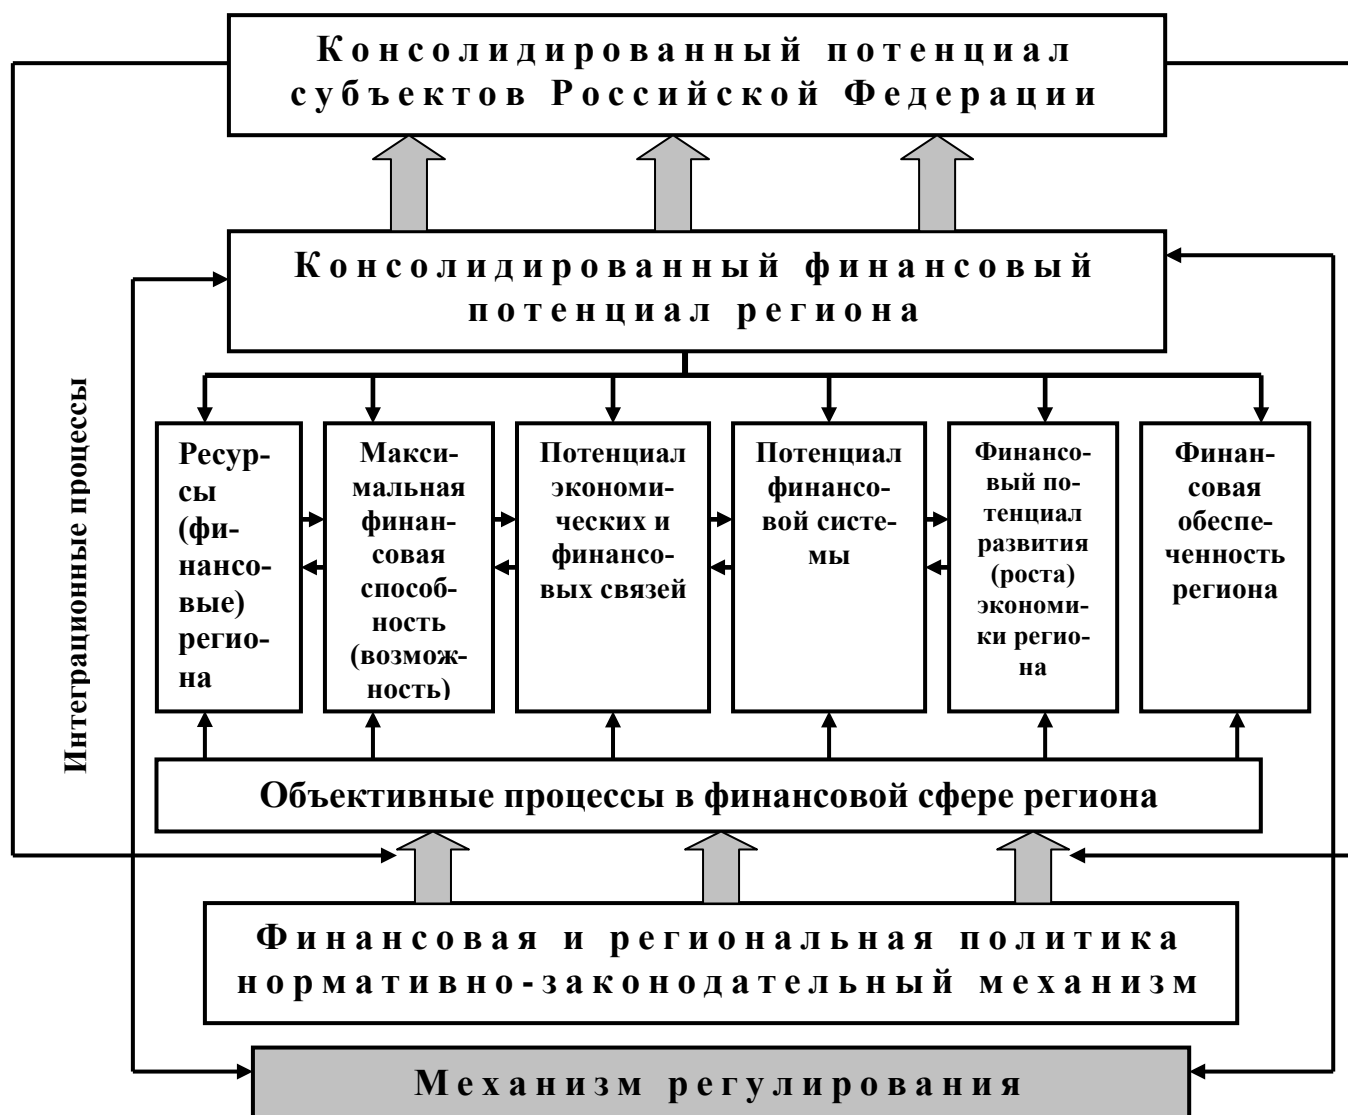 Консолидированный потенциал
субъектов Российской Федерации
Консолидированный финансовый
потенциал региона
Интеграционные процессы
Ресур-
сы
(фи-
нансо-
вые)
регио-
на
Макси-
мальная
финан-
совая
способ-
ность
(возмож-
ность)
Потенциал
экономи-
ческих и
финансо-
вых связей
Потенциал
финансо-
вой систе-
мы
Финансо-
вый по-
тенциал
развития
(роста)
экономи-
ки регио-
на
Финан-
совая
обеспе-
ченность
региона
Объективные процессы в финансовой сфере региона
Финансовая и региональная политика
нормативно-законодательный механизм
Механизм регулирования